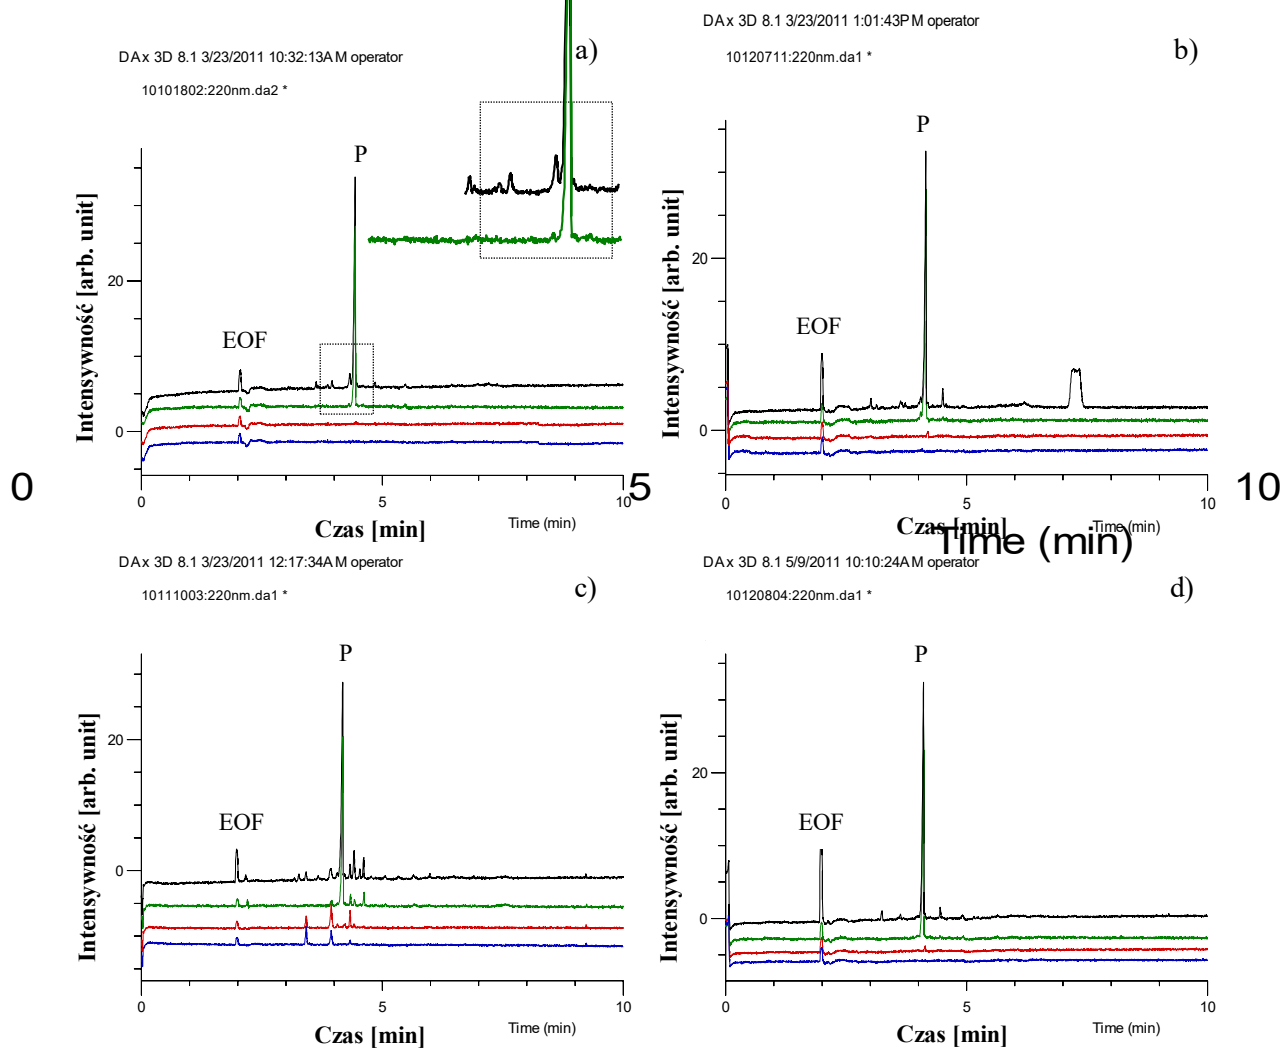 DAx 3D 8.1 3/23/2011 10:32:13AM operator
10101802:220nm.da2 *
a)
P
EOF
Intensywność [arb. unit]
20
0
0
5
10
Czas [min]
Time (min)
DAx 3D 8.1 3/23/2011 1:01:43PM operator
10120711:220nm.da1 *
b)
P
EOF
Intensywność [arb. unit]
20
0
0
5
10
Czas [min]
Time (min)
0
5
10
Time (min)
DAx 3D 8.1 3/23/2011 12:17:34AM operator
10111003:220nm.da1 *
c)
P
EOF
Intensywność [arb. unit]
20
0
0
5
10
Czas [min]
Time (min)
DAx 3D 8.1 5/9/2011 10:10:24AM operator
10120804:220nm.da1 *
d)
P
EOF
Intensywność [arb. unit]
20
0
0
5
10
Czas [min]
Time (min)